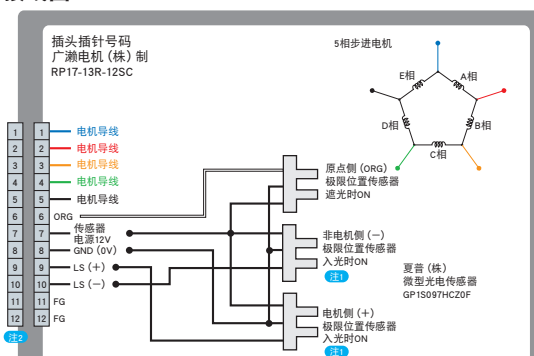 插头插针号码
广濑电机（株）制
RP17-13R-12SC
5相步进电机
E相
A相
D相
B相
C相
1 1 电机导线
2 2 电机导线
3 3 电机导线
4 4 电机导线
5 5 电机导线
6 6 ORG
7 7 传感器
电源12V
8 8 GND（0V）
9 9 LS（+）
10 10 LS（−）
11 11 FG
12 12 FG
注2
原点侧（ORG）
极限位置传感器
遮光时ON
非电机侧（−）
极限位置传感器
入光时ON
注1
电机侧（+）
极限位置传感器
入光时ON
注1
夏普（株）
微型光电传感器
GP1S097HCZ0F